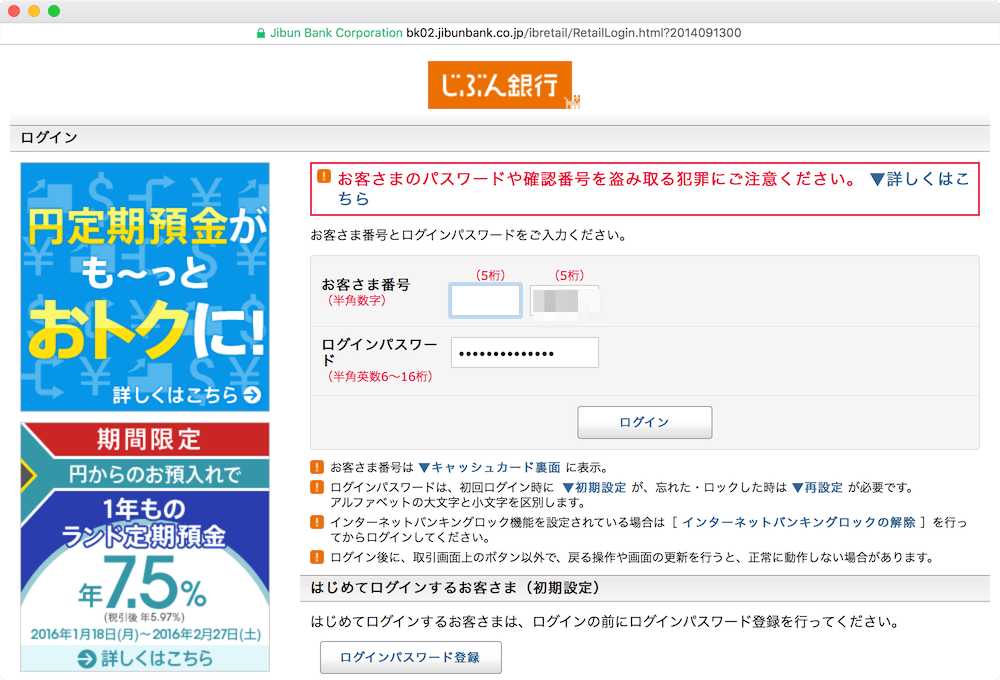 Jibun Bank Corporation bk02.jibunbank.co.jp/ibretail/RetailLogin.html?2014091300
じぶん銀行
ログイン
円定期預金が
も〜っと
おトクに!
詳しくはこちら
期間限定
円からのお預入れで
1年もの
ランド定期預金
年7.5%
(税引後 年5.97%)
2016年1月18日(月)〜2016年2月27日(土)
詳しくはこちら
お客さまのパスワードや確認番号を盗み取る犯罪にご注意ください。 ▼詳しくはこ
ちら
お客さま番号とログインパスワードをご入力ください。
(5桁) (5桁)
お客さま番号
(半角数字)
ログインパスワー
ド
(半角英数6〜16桁)
ログイン
お客さま番号は ▼キャッシュカード裏面 に表示。
ログインパスワードは、初回ログイン時に ▼初期設定 が、忘れた・ロックした時は ▼再設定 が必要です。
アルファベットの大文字と小文字を区別します。
インターネットバンキングロック機能を設定されている場合は [ インターネットバンキングロックの解除 ] を行っ
てからログインしてください。
ログイン後に、取引画面上のボタン以外で、戻る操作や画面の更新を行うと、正常に動作しない場合があります。
はじめてログインするお客さま（初期設定）
はじめてログインするお客さまは、ログインの前にログインパスワード登録を行ってください。
ログインパスワード登録